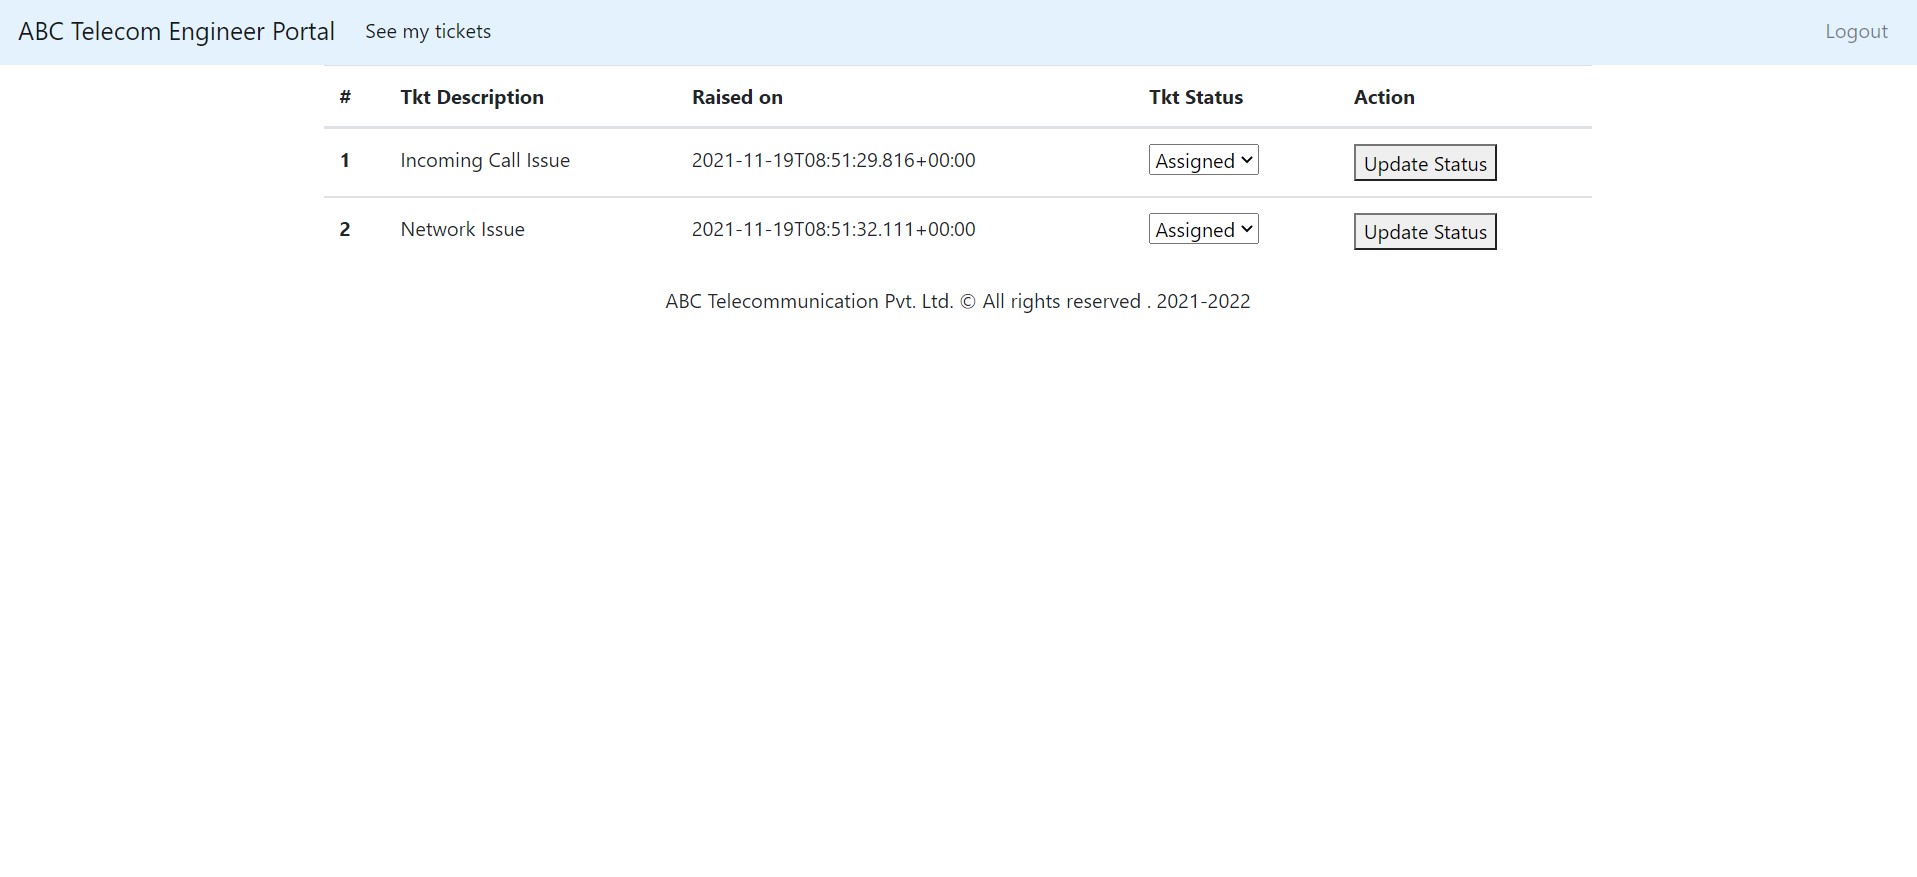 ABC Telecom Engineer Portal See my tickets Logout
# Tkt Description Raised on Tkt Status Action
1 Incoming Call Issue 2021-11-19T08:51:29.816+00:00 Assigned Update Status
2 Network Issue 2021-11-19T08:51:32.111+00:00 Assigned Update Status
ABC Telecommunication Pvt. Ltd. © All rights reserved . 2021-2022